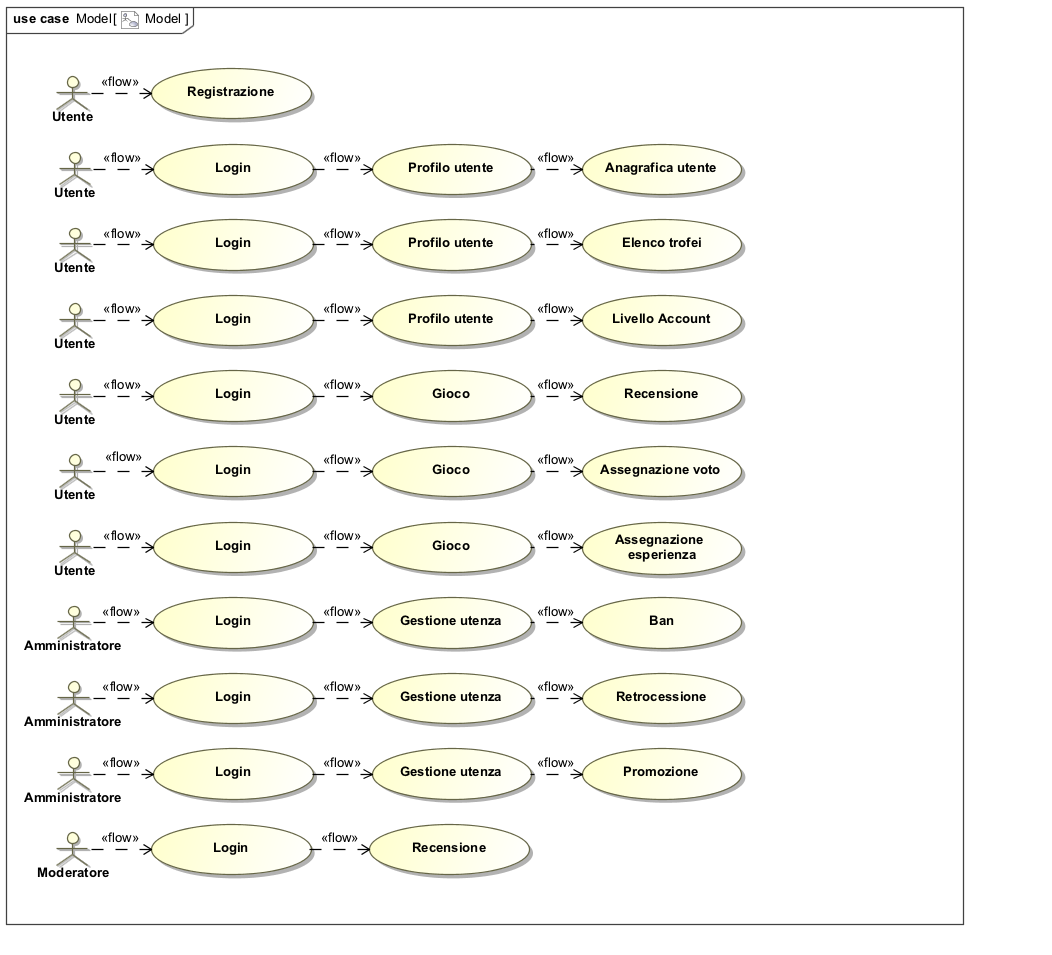 use case Model[ Model ]
«flow»
Registrazione
Utente
«flow» «flow» «flow»
Login Profilo utente Anagrafica utente
Utente
«flow» «flow» «flow»
Login Profilo utente Elenco trofei
Utente
«flow» «flow» «flow»
Login Profilo utente Livello Account
Utente
«flow» «flow» «flow»
Login Gioco Recensione
Utente
«flow» «flow» «flow»
Login Gioco Assegnazione voto
Utente
«flow» «flow» «flow»
Login Gioco Assegnazione
esperienza
Utente
«flow» «flow» «flow»
Login Gestione utenza Ban
Amministratore
«flow» «flow» «flow»
Login Gestione utenza Retrocessione
Amministratore
«flow» «flow» «flow»
Login Gestione utenza Promozione
Amministratore
«flow» «flow»
Login Recensione
Moderatore